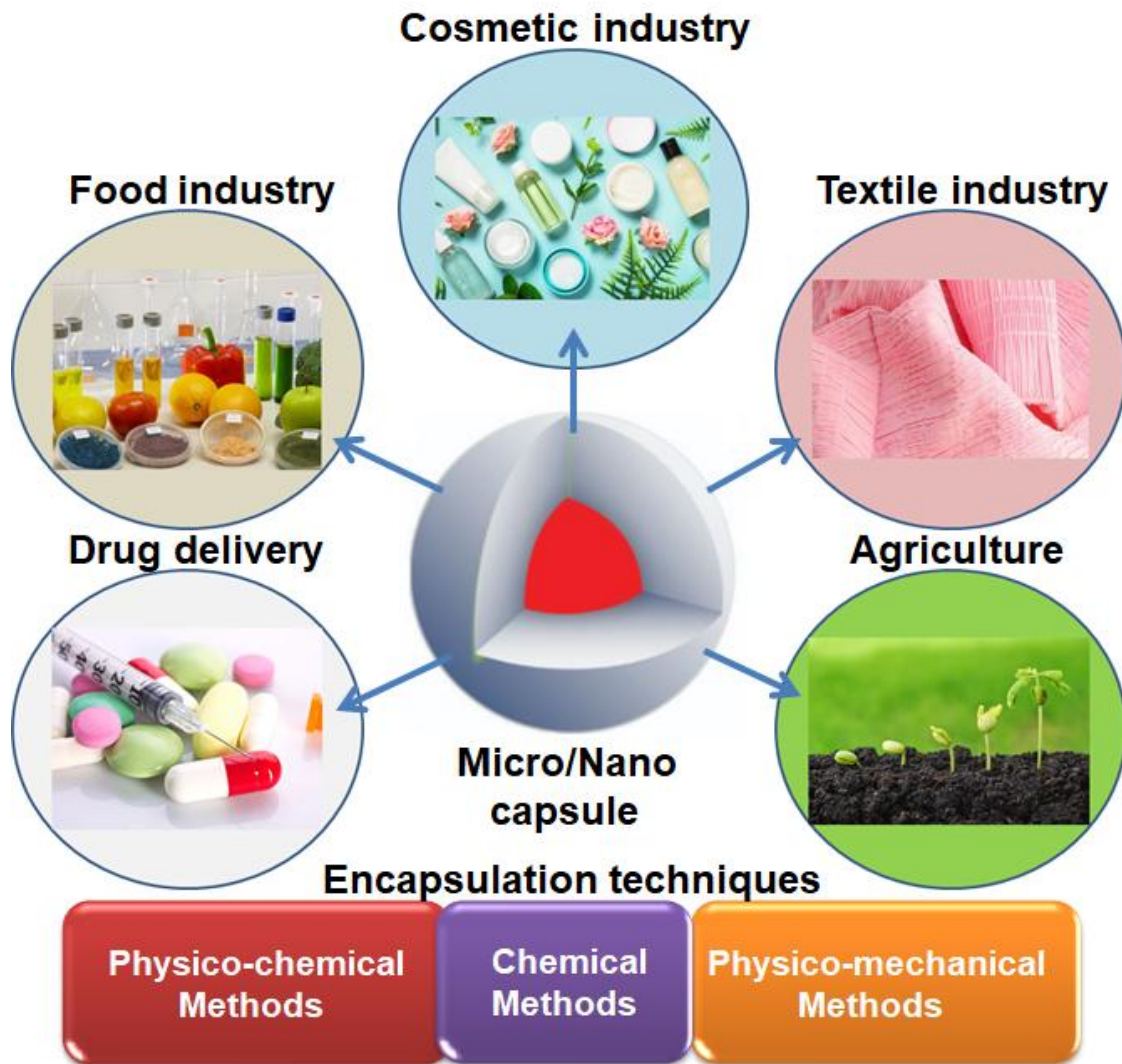 Cosmetic industry
Food industry
Textile industry
Drug delivery
Agriculture
Micro/Nano
capsule
Encapsulation techniques
Physico-chemical
Methods
Chemical
Methods
Physico-mechanical
Methods